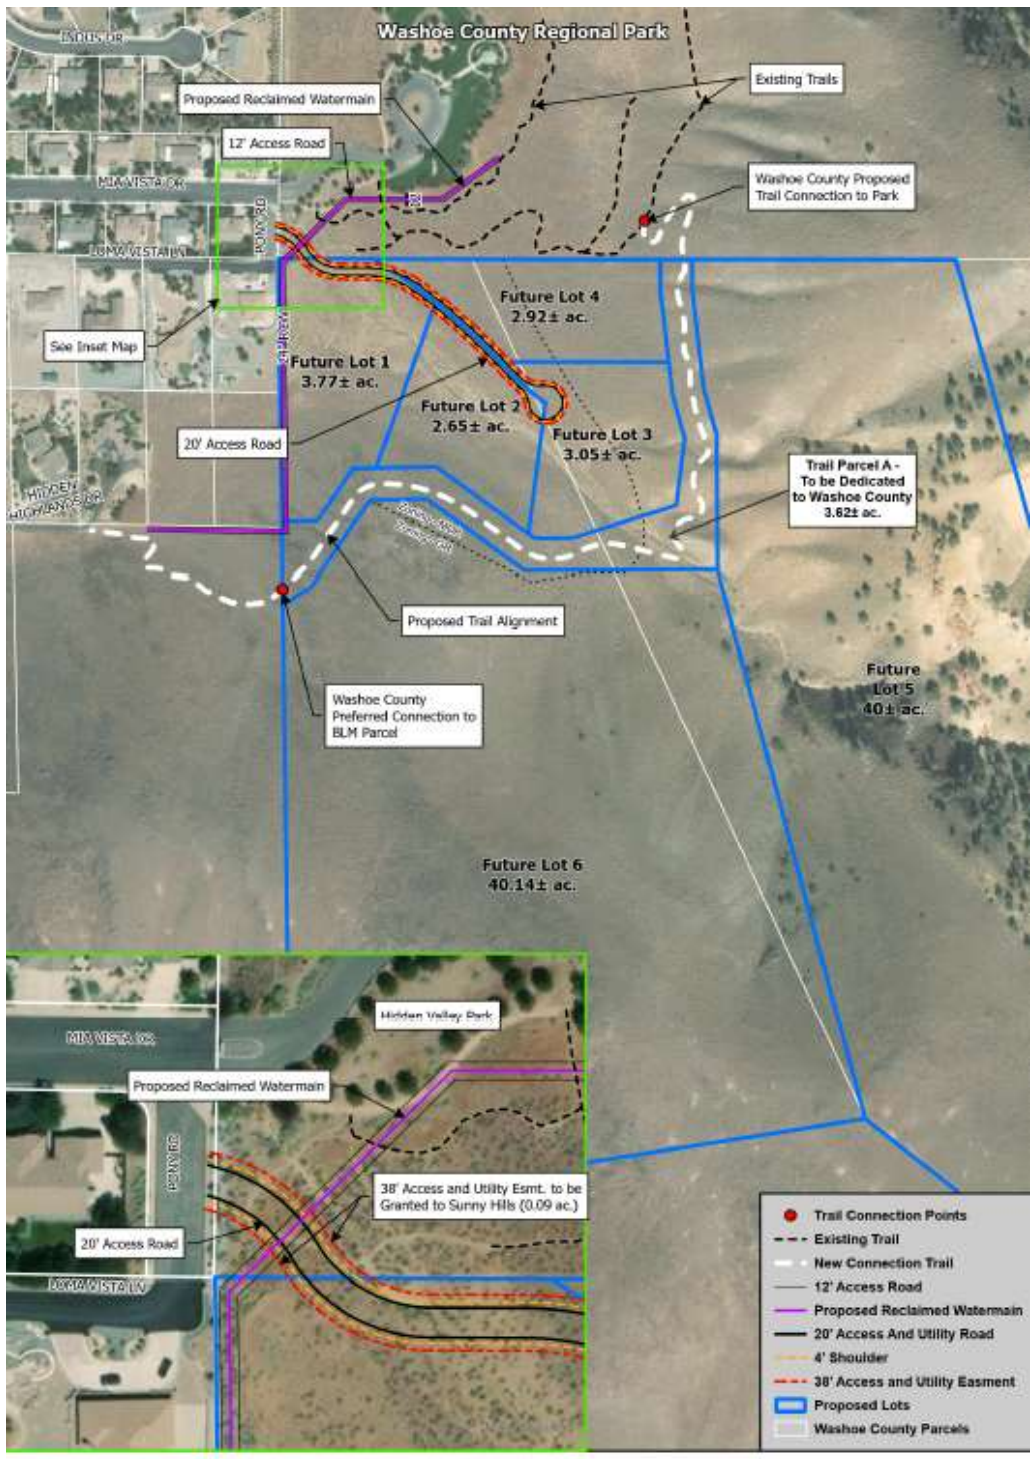 Washoe County Regional Park
INDUS DR
Existing Trails
Proposed Reclaimed Watermain
12' Access Road
MIA VISTA DR
Washoe County Proposed
Trail Connection to Park
PONY RD
LOMA VISTA LN
Future Lot 4
2.92± ac.
See Inset Map
Future Lot 1
3.77± ac.
Future Lot 2
2.65± ac.
20' Access Road
Future Lot 3
3.05± ac.
Trail Parcel A -
To be Dedicated
to Washoe County
3.62± ac.
HIDDEN
HIGHLANDS DR
Proposed Trail Alignment
Future
Lot 5
40± ac.
Washoe County
Preferred Connection to
BLM Parcel
Future Lot 6
40.14± ac.
Hidden Valley Park
MIA VISTA DR
Proposed Reclaimed Watermain
PONY RD
38' Access and Utility Esmt. to be
Granted to Sunny Hills (0.09 ac.)
20' Access Road
LOMA VISTA LN
Trail Connection Points
Existing Trail
New Connection Trail
12' Access Road
Proposed Reclaimed Watermain
20' Access And Utility Road
4' Shoulder
38' Access and Utility Easment
Proposed Lots
Washoe County Parcels